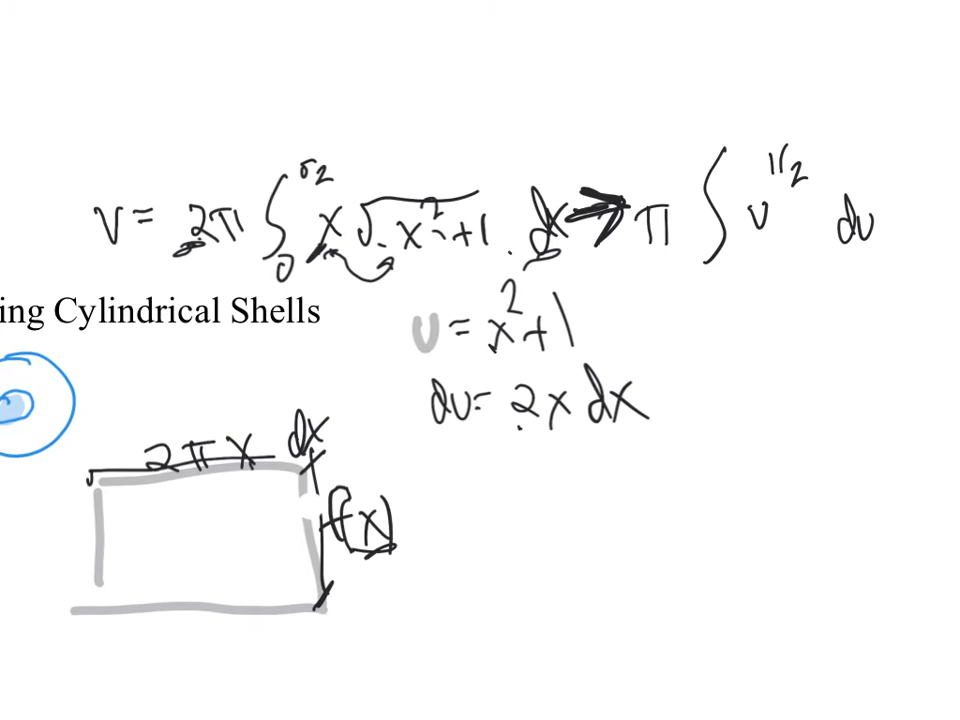 V = 2π ∫₀^√2 x √x²+1 · dx → π ∫ u^1/2 du
ing Cylindrical Shells
u = x²+1
du = 2x dx
2πx dx
f(x)